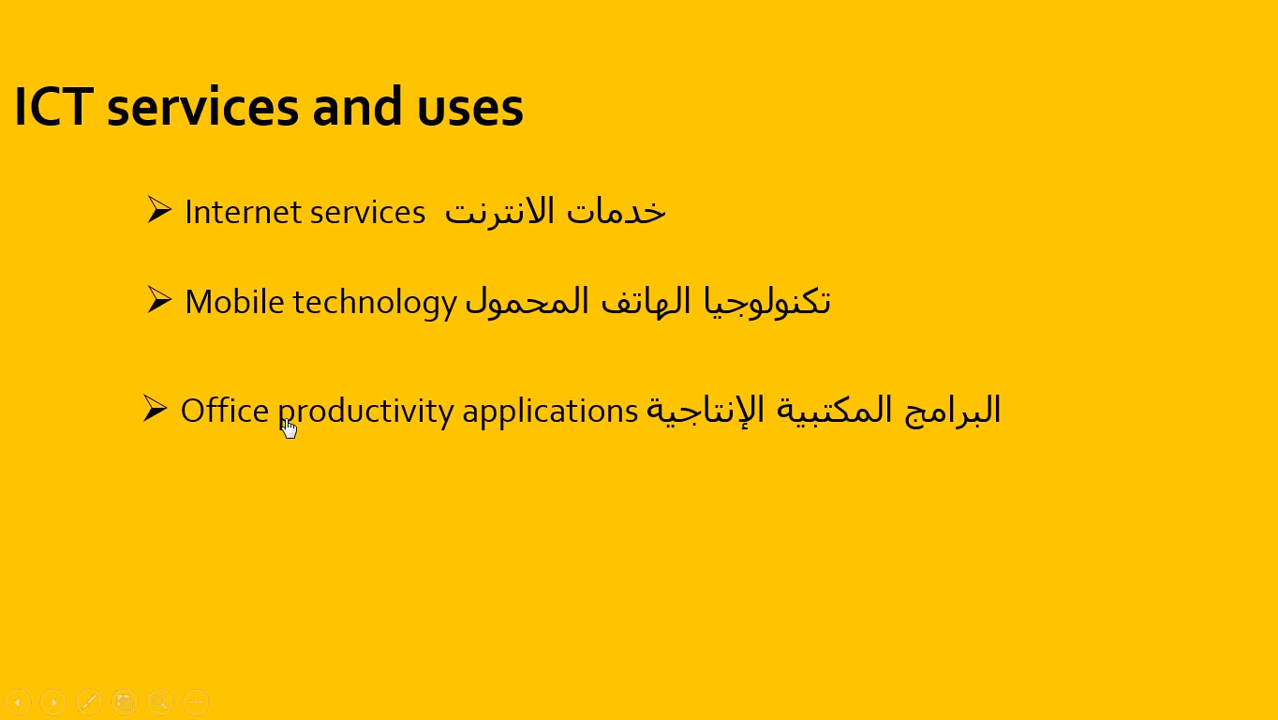 ICT services and uses
➢ Internet services خدمات الانترنت
➢ Mobile technology تكنولوجيا الهاتف المحمول
➢ Office productivity applications البرامج المكتبية الإنتاجية